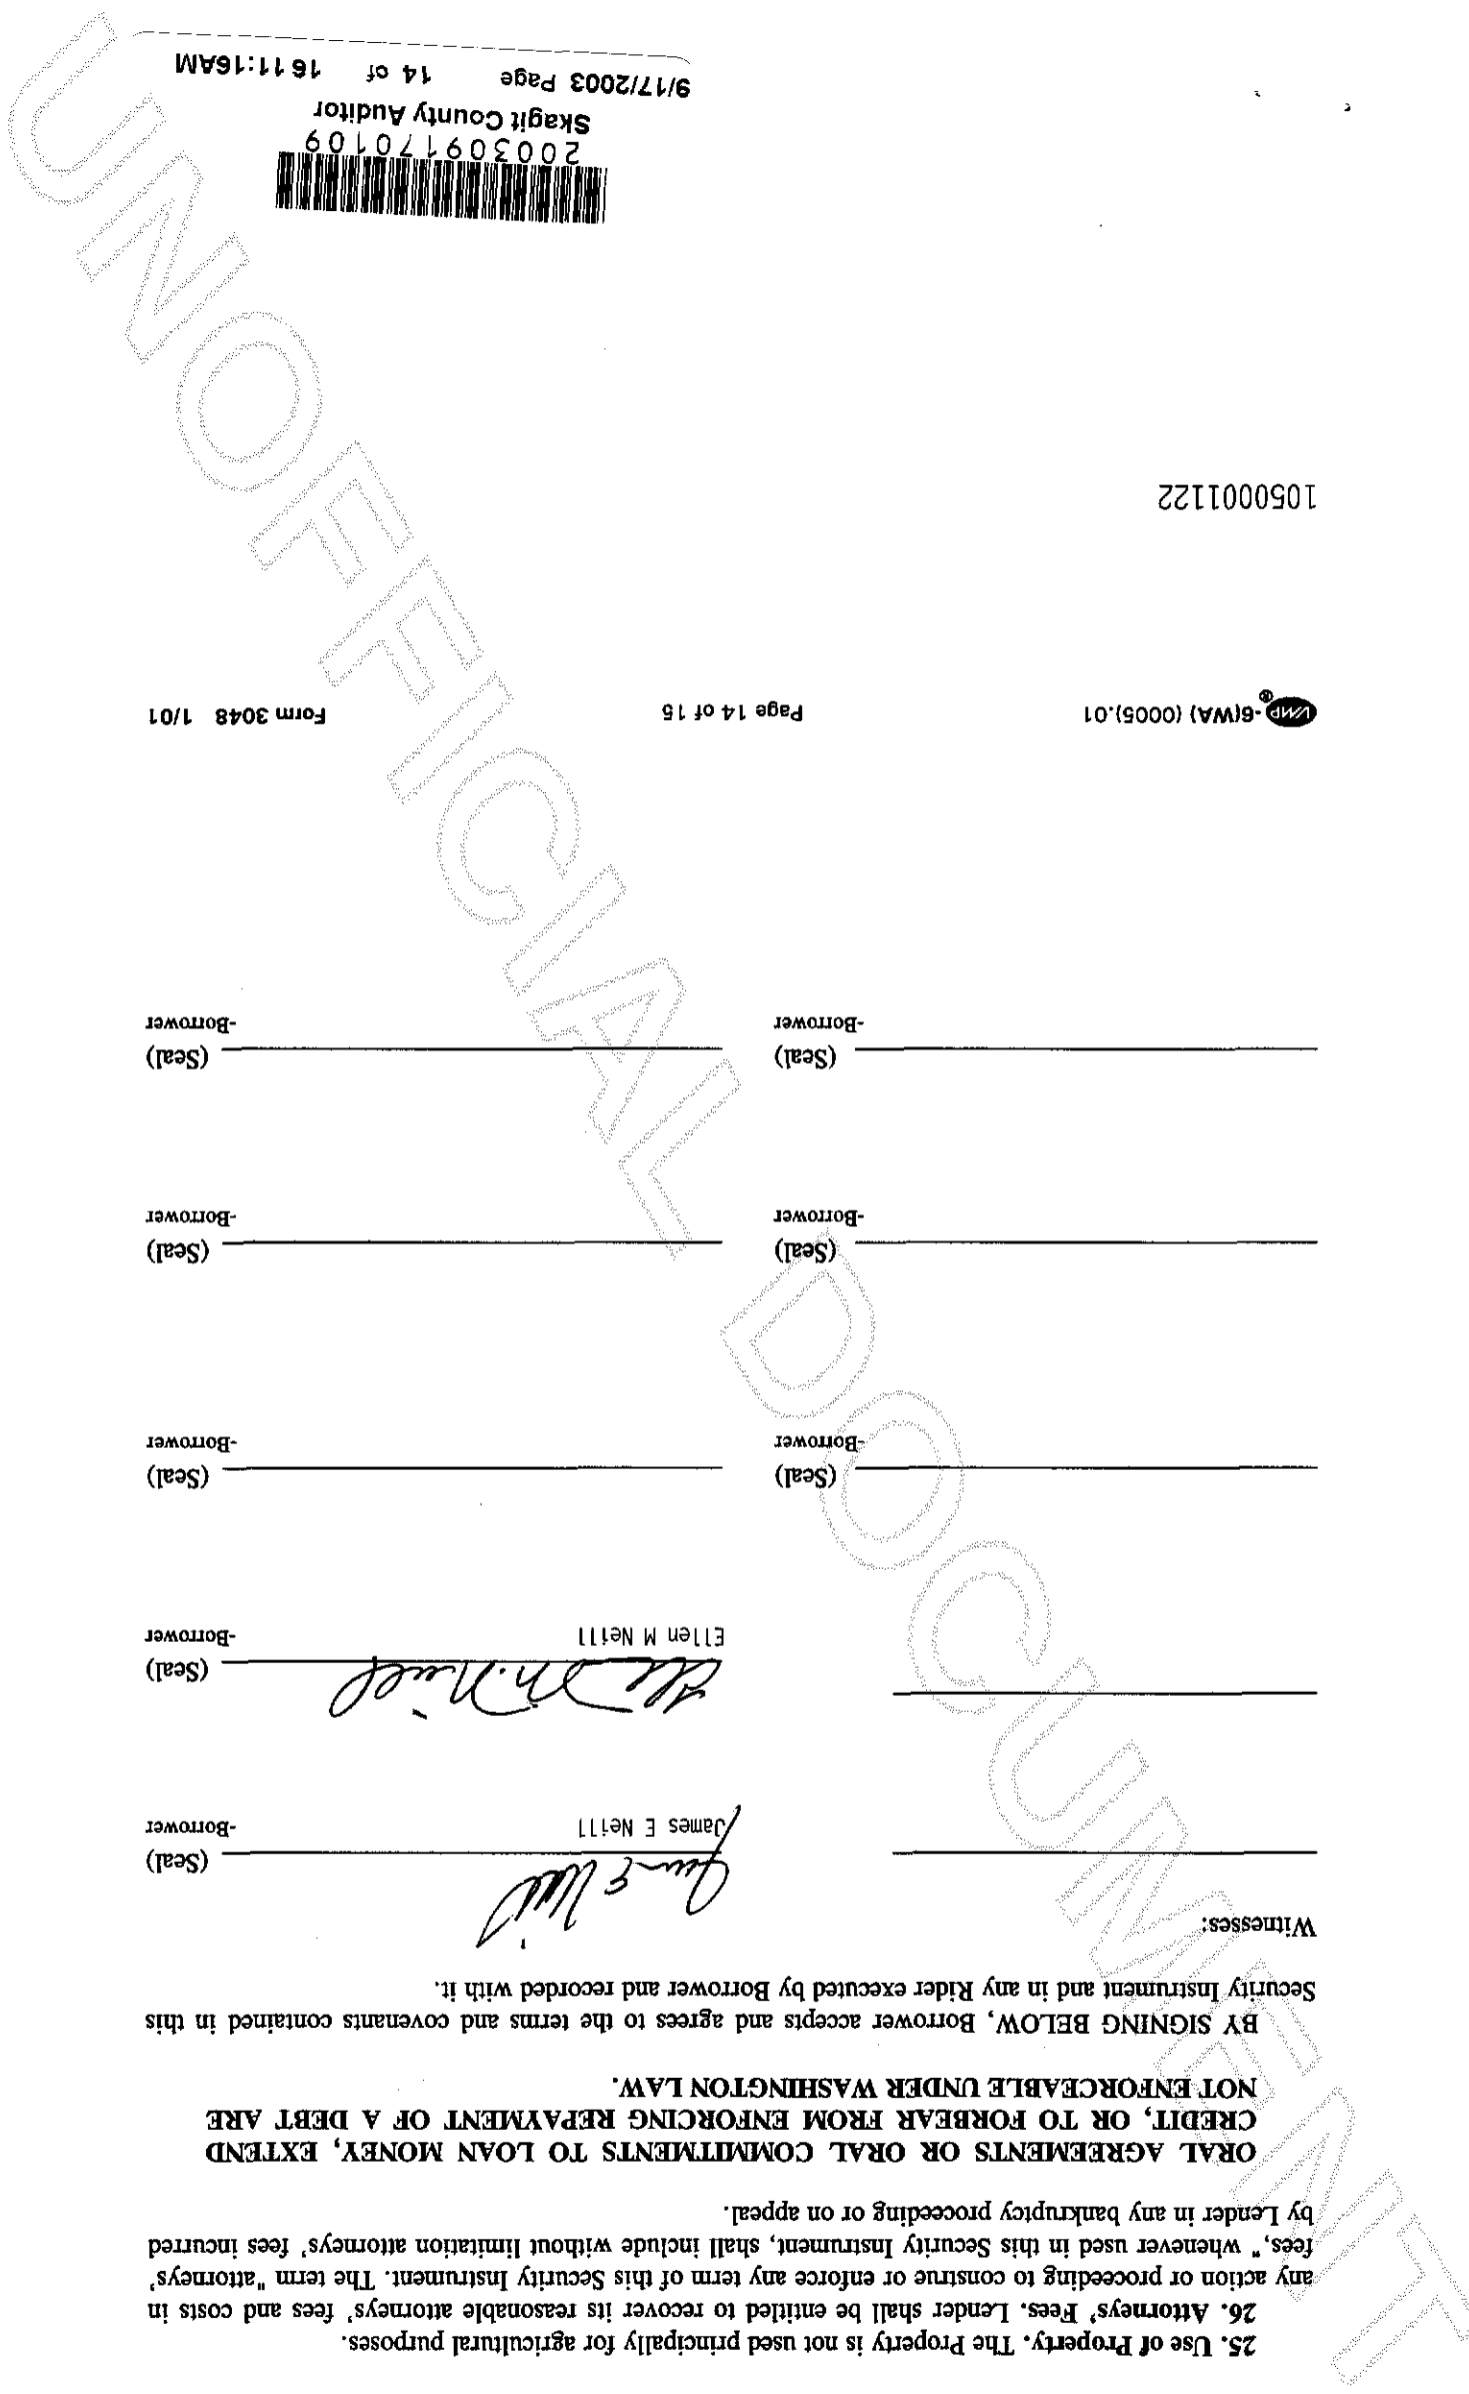 25. Use of Property. The Property is not used principally for agricultural purposes.
26. Attorneys' Fees. Lender shall be entitled to recover its reasonable attorneys' fees and costs in
any action or proceeding to construe or enforce any term of this Security Instrument. The term "attorneys'
fees," whenever used in this Security Instrument, shall include without limitation attorneys' fees incurred
by Lender in any bankruptcy proceeding or on appeal.
ORAL AGREEMENTS OR ORAL COMMITMENTS TO LOAN MONEY, EXTEND
CREDIT, OR TO FORBEAR FROM ENFORCING REPAYMENT OF A DEBT ARE
NOT ENFORCEABLE UNDER WASHINGTON LAW.
BY SIGNING BELOW, Borrower accepts and agrees to the terms and covenants contained in this
Security Instrument and in any Rider executed by Borrower and recorded with it.
Witnesses:
James E Neill (Seal)
James E Neill -Borrower
Ellen M. Neill (Seal)
Ellen M Neill -Borrower
(Seal) (Seal)
-Borrower -Borrower
(Seal) (Seal)
-Borrower -Borrower
(Seal) (Seal)
-Borrower -Borrower
VMP®-6(WA) (0005).01 Page 14 of 15 Form 3048 1/01
1050001122
200309170109
Skagit County Auditor
9/17/2003 Page 14 of 16 11:16AM
UNOFFICIAL DOCUMENT